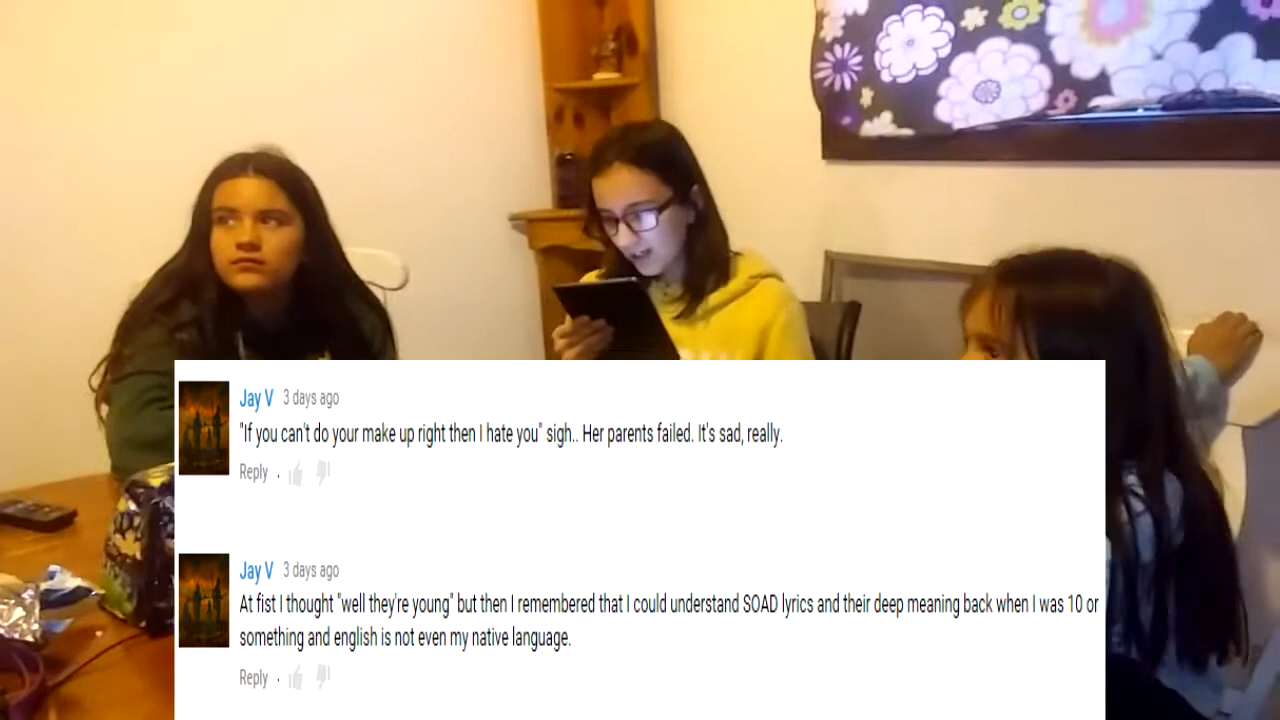 Jay V 3 days ago
"If you can't do your make up right then I hate you" sigh.. Her parents failed. It's sad, really.
Reply .
Jay V 3 days ago
At fist I thought "well they're young" but then I remembered that I could understand SOAD lyrics and their deep meaning back when I was 10 or
something and english is not even my native language.
Reply .